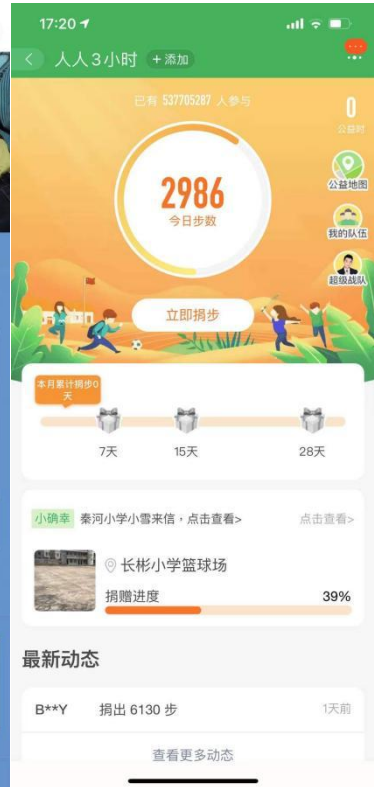 17:20
人人3小时 +添加
已有 537705287 人参与
0
公益时
2986
今日步数
公益地图
我的队伍
超级战队
立即捐步
本月累计捐步0
天
7天 15天 28天
小确幸 秦河小学小雪来信，点击查看> 点击查看>
长彬小学篮球场
捐赠进度 39%
最新动态
B**Y 捐出 6130 步 1天前
查看更多动态